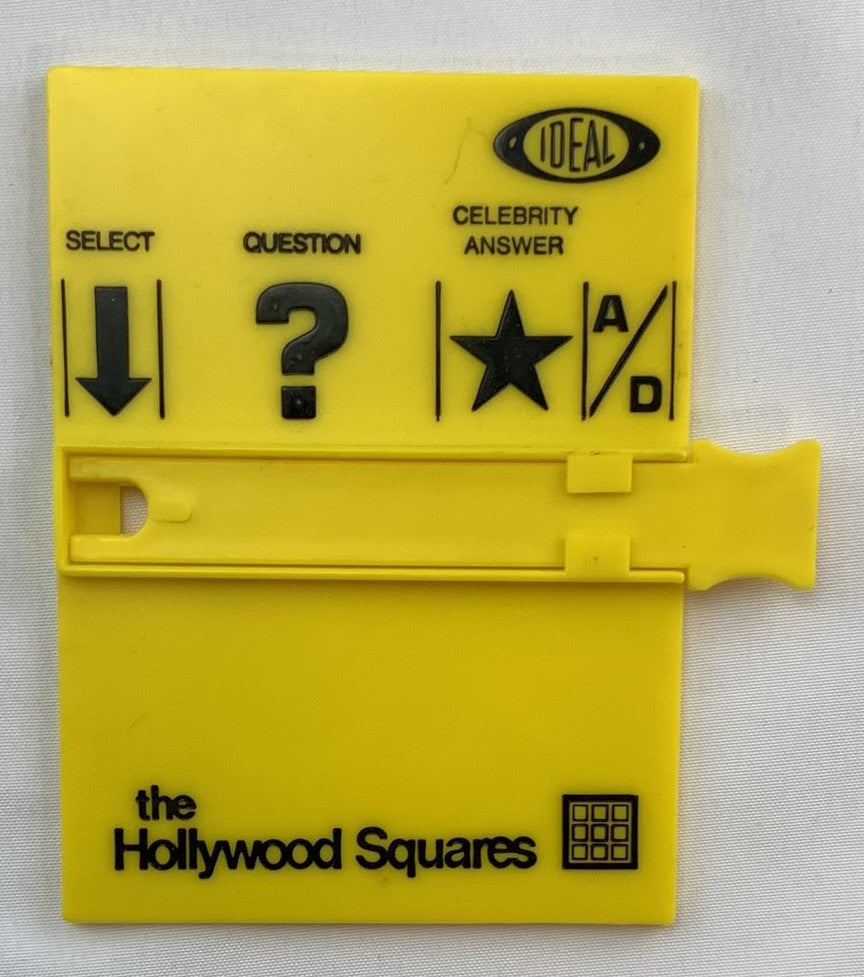 IDEAL
CELEBRITY
ANSWER
SELECT
QUESTION
?
A/D
the
Hollywood Squares